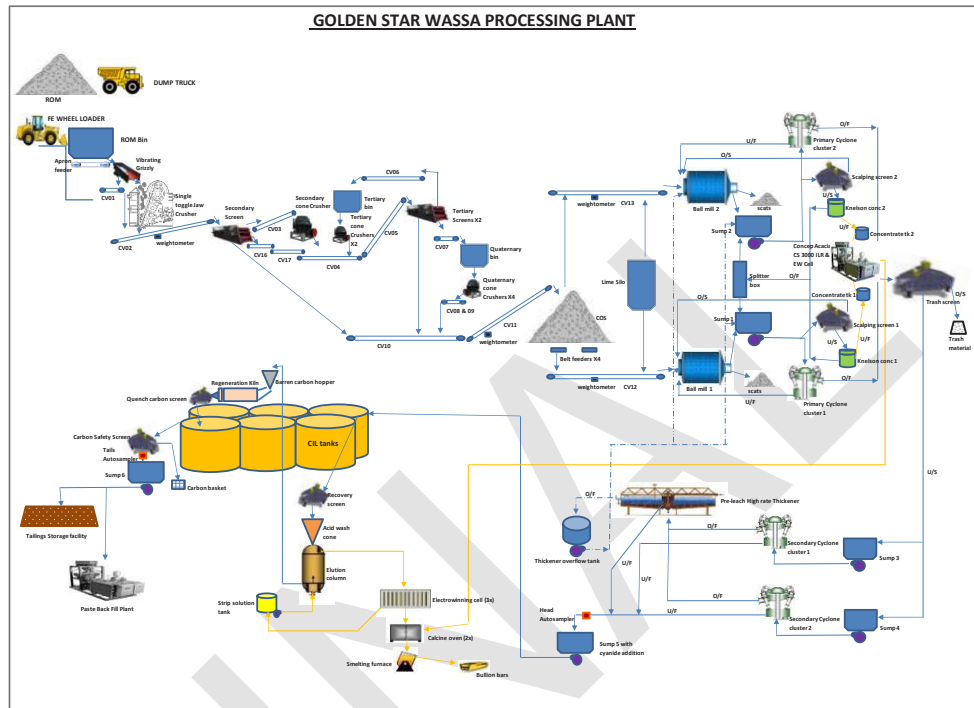 GOLDEN STAR WASSA PROCESSING PLANT
ROM
DUMP TRUCK
FE WHEEL LOADER
ROM Bin
Apron
feeder
Vibrating
Grizzly
CV01
Single
toggle Jaw
Crusher
CV02
weightometer
Secondary
Screen
CV03
Secondary
cone Crusher
CV16
CV17
CV04
Tertiary
bin
Tertiary
cone
Crushers
X2
CV05
CV06
Tertiary
Screens X2
CV07
Quaternary
bin
Quaternary
cone
Crushers X4
CV08 & 09
CV10
CV11
weightometer
COS
Belt feeders X4
weightometer
CV13
weightometer
CV12
Lime Silo
Ball mill 2
scats
Sump 2
Splitter
box
Sump 1
Ball mill 1
scats
U/F
O/S
Primary Cyclone
cluster 2
O/F
Scalping screen 2
U/S
Knelson conc 2
U/F
Concentrate tk 2
Concep Acacia
CS 3000 ILR &
EW Cell
O/F
Concentrate tk 1
O/S
Scalping screen 1
U/S
U/F
Knelson conc 1
O/F
Primary Cyclone
cluster 1
U/F
Trash screen
O/S
Trash
material
U/S
Barren carbon hopper
Regeneration Kiln
Quench carbon screen
CIL tanks
Carbon Safety Screen
Tails
Autosampler
Sump 6
Carbon basket
Tailings Storage facility
Paste Back Fill Plant
Recovery
screen
Acid wash
cone
Elution
column
Strip solution
tank
Electrowinning cell (3x)
Calcine oven (2x)
Smelting furnace
Bullion bars
Pre-leach High rate Thickener
O/F
Thickener overflow tank
U/F
O/F
Secondary Cyclone
cluster 1
Sump 3
U/F
O/F
Secondary Cyclone
cluster 2
Sump 4
U/F
Head
Autosampler
Sump 5 with
cyanide addition